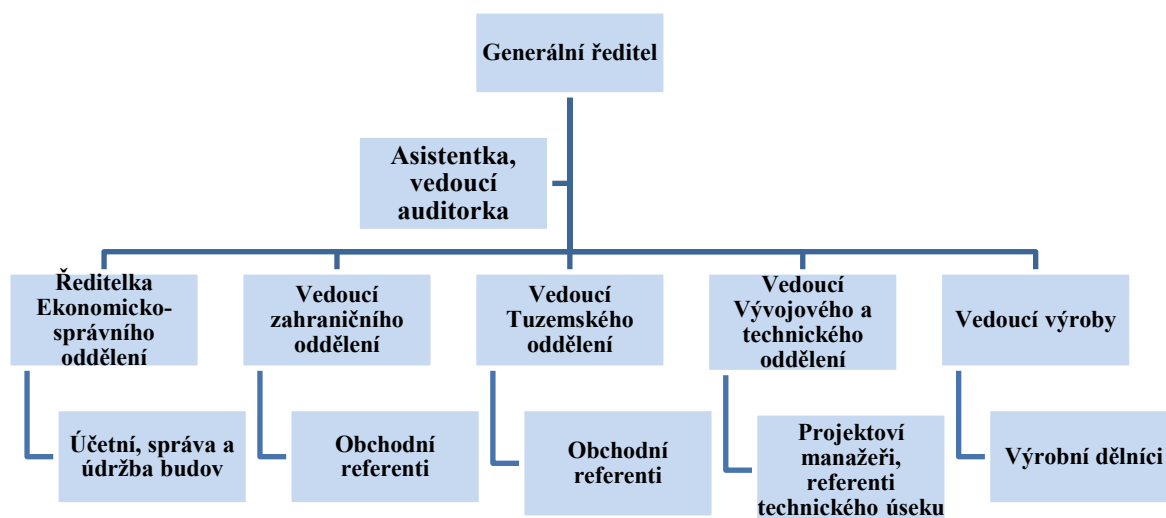 Generální ředitel
Asistentka,
vedoucí
auditorka
Ředitelka
Ekonomicko-
správního
oddělení
Vedoucí
zahraničního
oddělení
Vedoucí
Tuzemského
oddělení
Vedoucí
Vývojového a
technického
oddělení
Vedoucí výroby
Účetní, správa a
údržba budov
Obchodní
referenti
Obchodní
referenti
Projektoví
manažeři,
referenti
technického úseku
Výrobní dělníci